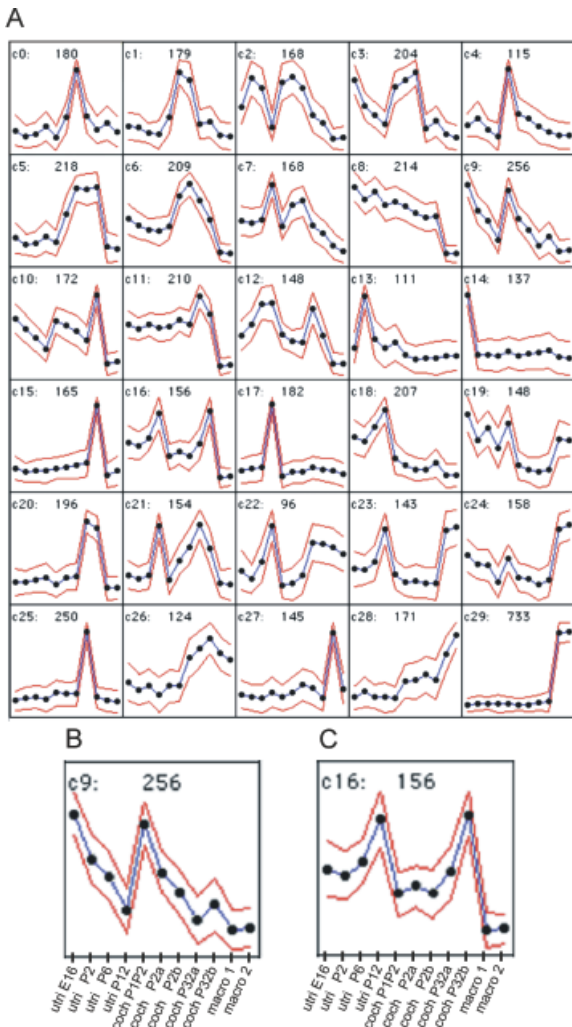 A
c0: 180
c1: 179
c2: 168
c3: 204
c4: 115
c5: 218
c6: 209
c7: 168
c8: 214
c9: 256
c10: 172
c11: 210
c12: 148
c13: 111
c14: 137
c15: 165
c16: 156
c17: 182
c18: 207
c19: 148
c20: 196
c21: 154
c22: 96
c23: 143
c24: 158
c25: 250
c26: 124
c27: 145
c28: 171
c29: 733
B
c9: 256
utri E16
utri P2
utri P6
utri P12
coch P1P2
coch P2a
coch P2b
coch P32a
coch P32b
macro 1
macro 2
C
c16: 156
utri E16
utri P2
utri P6
utri P12
coch P1P2
coch P2a
coch P2b
coch P32a
coch P32b
macro 1
macro 2